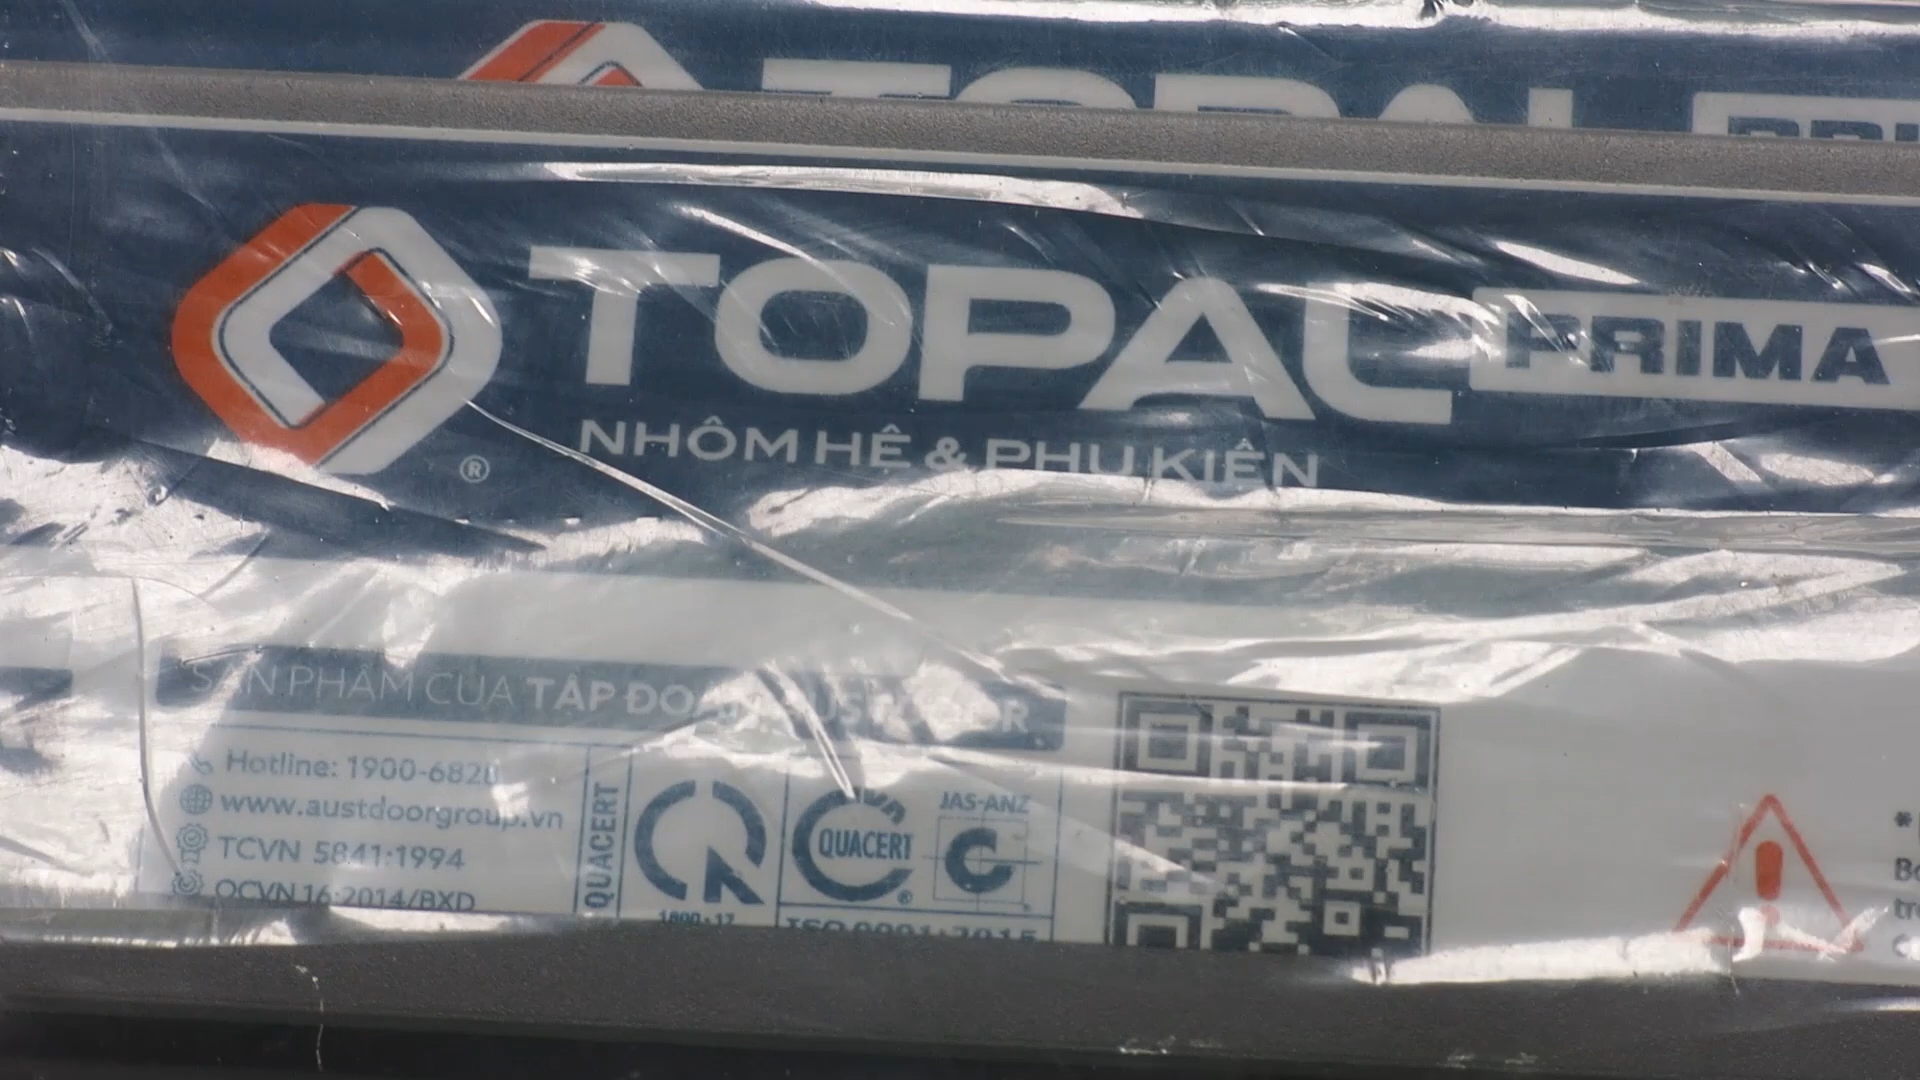 TOPAL PRIMA
®
NHÔM HỆ & PHỤ KIỆN
SẢN PHẨM CỦA TẬP ĐOÀN AUSTDOOR
Hotline: 1900-6828
www.austdoorgroup.vn
TCVN 5841:1994
QCVN 16:2014/BXD
QUACERT
QUACERT
®
JAS-ANZ
ISO 9001:2015